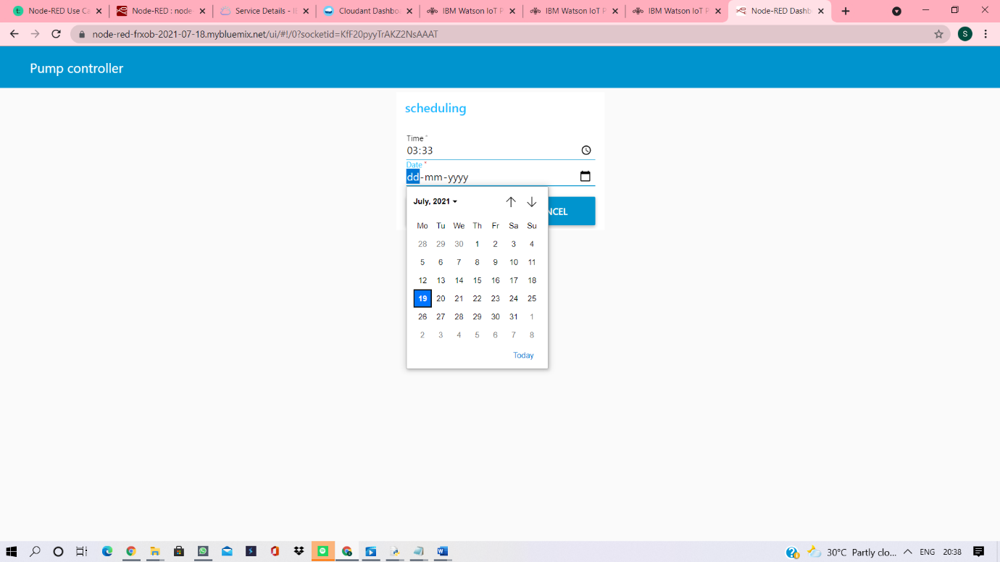 Node-RED Use Ca
Node-RED : node
Service Details - I
Cloudant Dashbo
IBM Watson IoT P
IBM Watson IoT P
IBM Watson IoT P
Node-RED Dashb
node-red-frxob-2021-07-18.mybluemix.net/ui/#!/0?socketid=KfF20pyyTrAKZ2NsAAAT
S
Pump controller
scheduling
Time *
03:33
Date *
dd-mm-yyyy
July, 2021
NCEL
Mo Tu We Th Fr Sa Su
28 29 30 1 2 3 4
5 6 7 8 9 10 11
12 13 14 15 16 17 18
19 20 21 22 23 24 25
26 27 28 29 30 31 1
2 3 4 5 6 7 8
Today
30°C Partly clo... ENG 20:38